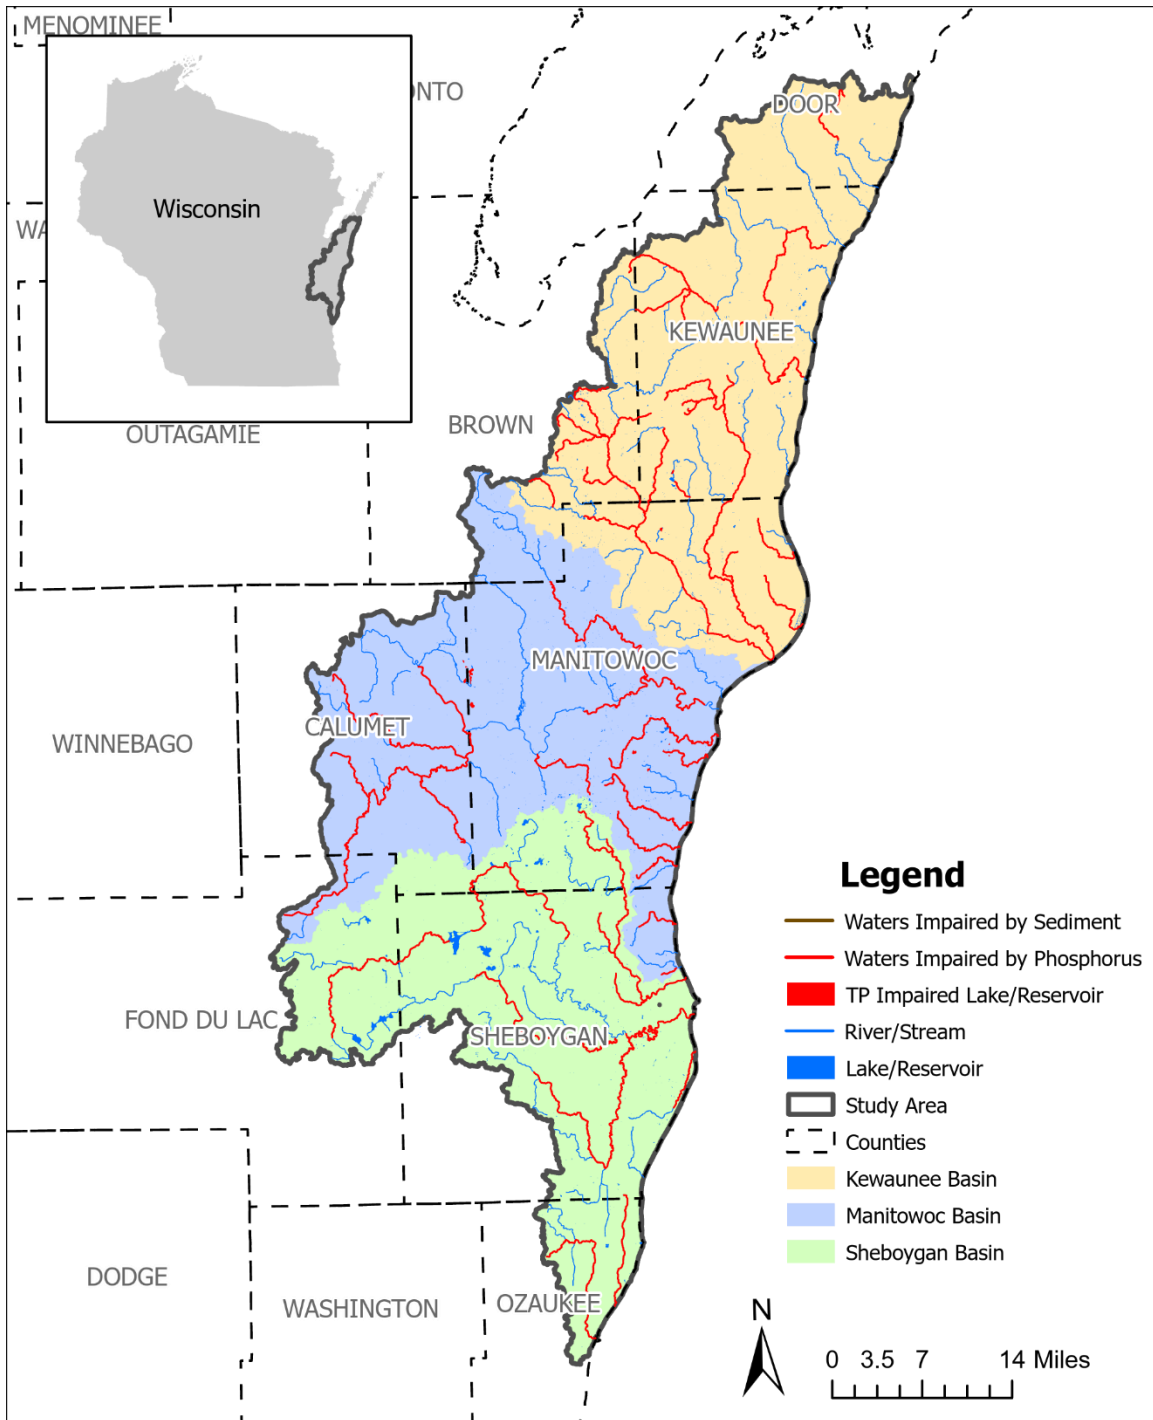 MENOMINEE
ONTO
DOOR
Wisconsin
WA
KEWAUNEE
BROWN
OUTAGAMIE
MANITOWOC
CALUMET
WINNEBAGO
FOND DU LAC
SHEBOYGAN
DODGE
WASHINGTON
OZAUKEE
Legend
Waters Impaired by Sediment
Waters Impaired by Phosphorus
TP Impaired Lake/Reservoir
River/Stream
Lake/Reservoir
Study Area
Counties
Kewaunee Basin
Manitowoc Basin
Sheboygan Basin
N
0 3.5 7 14 Miles